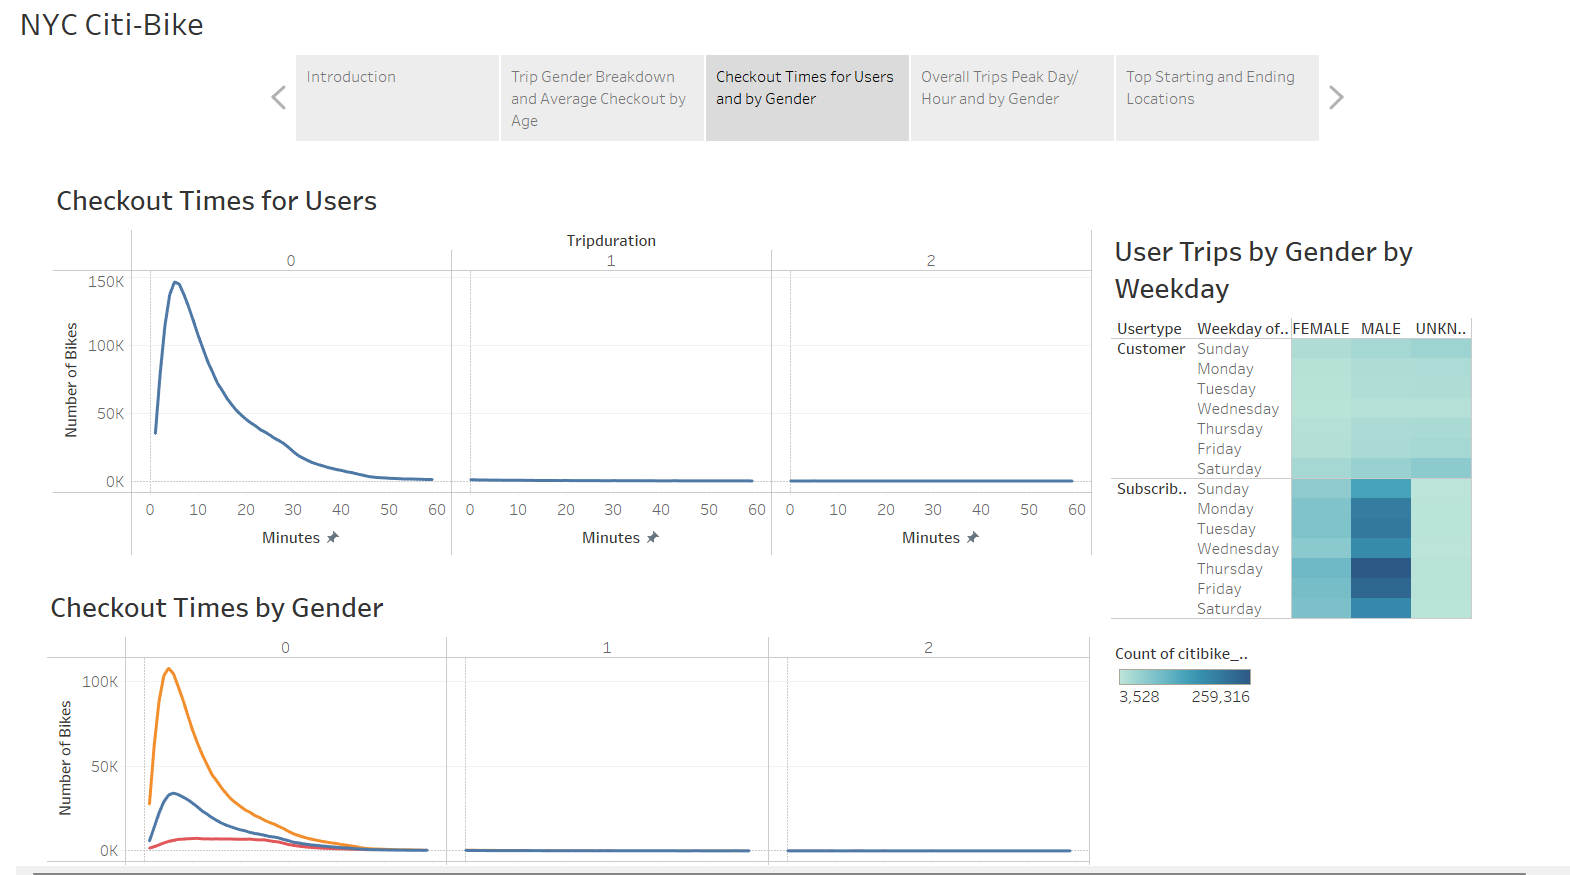 NYC Citi-Bike
Introduction
Trip Gender Breakdown
and Average Checkout by
Age
Checkout Times for Users
and by Gender
Overall Trips Peak Day/
Hour and by Gender
Top Starting and Ending
Locations
Checkout Times for Users
Tripduration
0 1 2
Number of Bikes
150K
100K
50K
0K
0 10 20 30 40 50 60 0 10 20 30 40 50 60 0 10 20 30 40 50 60
Minutes Minutes Minutes
User Trips by Gender by
Weekday
Usertype Weekday of.. FEMALE MALE UNKN..
Customer Sunday
Monday
Tuesday
Wednesday
Thursday
Friday
Saturday
Subscrib.. Sunday
Monday
Tuesday
Wednesday
Thursday
Friday
Saturday
Count of citibike_..
3,528 259,316
Checkout Times by Gender
0 1 2
Number of Bikes
100K
50K
0K